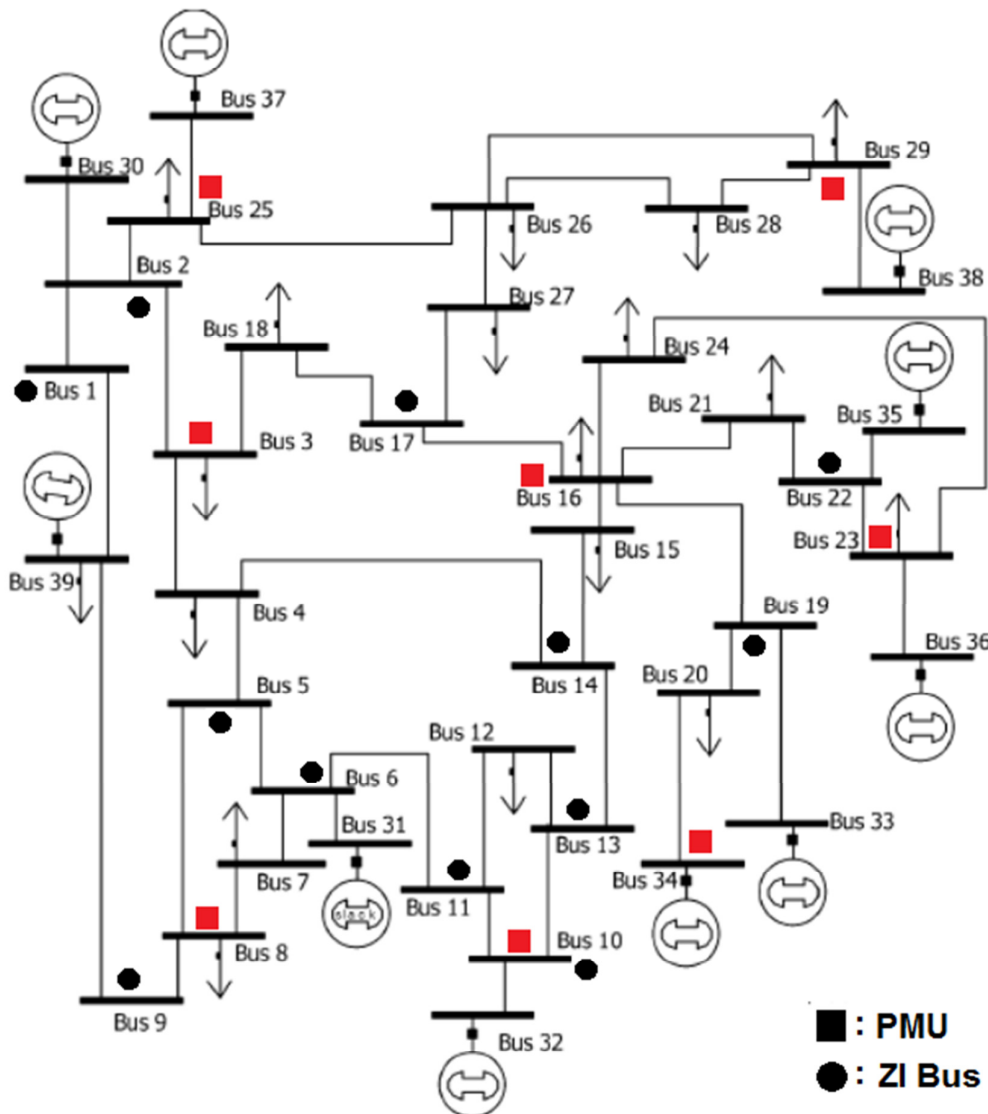 Bus 37
Bus 30
Bus 29
Bus 25
Bus 26
Bus 28
Bus 2
Bus 38
Bus 27
Bus 18
Bus 24
Bus 1
Bus 21
Bus 35
Bus 3
Bus 17
Bus 16
Bus 22
Bus 15
Bus 23
Bus 39
Bus 4
Bus 19
Bus 36
Bus 5
Bus 14
Bus 20
Bus 12
Bus 6
Bus 31
Bus 13
Bus 33
Bus 7
Bus 34
Bus 11
slack
Bus 8
Bus 10
Bus 9
Bus 32
: PMU
: ZI Bus